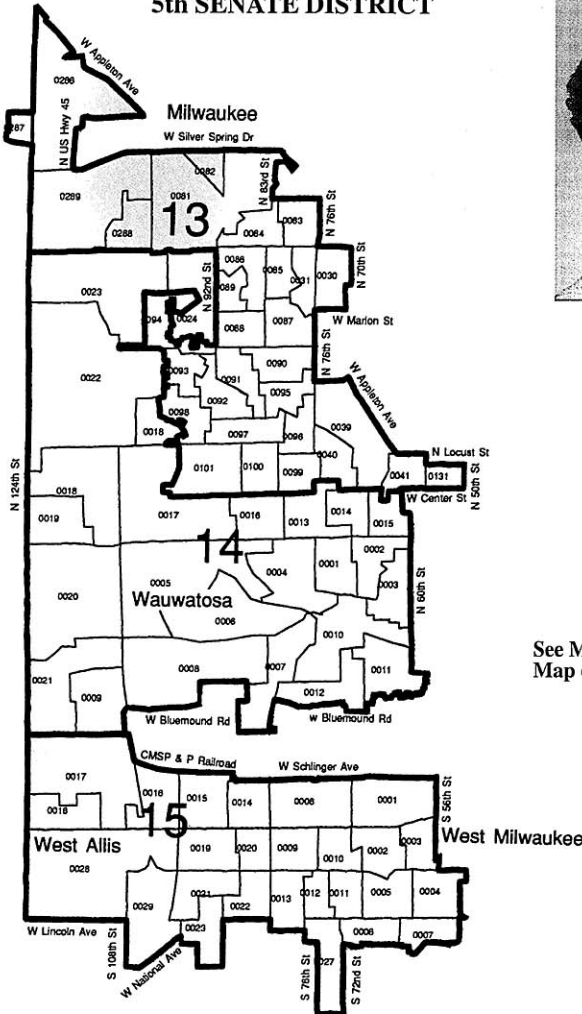 5th SENATE DISTRICT
W Appleton Ave
0286
N US Hwy 45
Milwaukee
W Silver Spring Dr
0082
N 83rd St
0289
0081
13
0288
0084
0083
N 76th St
0086
N 70th St
0023
N 92nd St
0089
0085
0031
0030
0094
0024
0088
0087
W Marion St
N 76th St
0022
0093
0091
0090
W Appleton Ave
0092
0095
0018
0098
0097
0096
0039
0040
N Locust St
0101
0100
0099
0041
0131
N 50th St
N 124th St
0018
W Center St
0019
0017
0016
0013
0014
0015
14
0002
0004
0001
0003
0020
0005
N 60th St
Wauwatosa
0006
0010
0008
0007
0011
See M
Map
0021
0009
0012
W Bluemound Rd
w Bluemound Rd
CMSP & P Railroad
W Schlinger Ave
0017
0016
0015
0014
0006
0001
S 56th St
0018
15
West Allis
West Milwaukee
0019
0020
0009
0010
0002
0003
0028
0021
0013
0012
0011
0005
0004
0029
0022
W Lincoln Ave
0023
0006
0007
S 108th St
W National Ave
S 76th St
S 72nd St